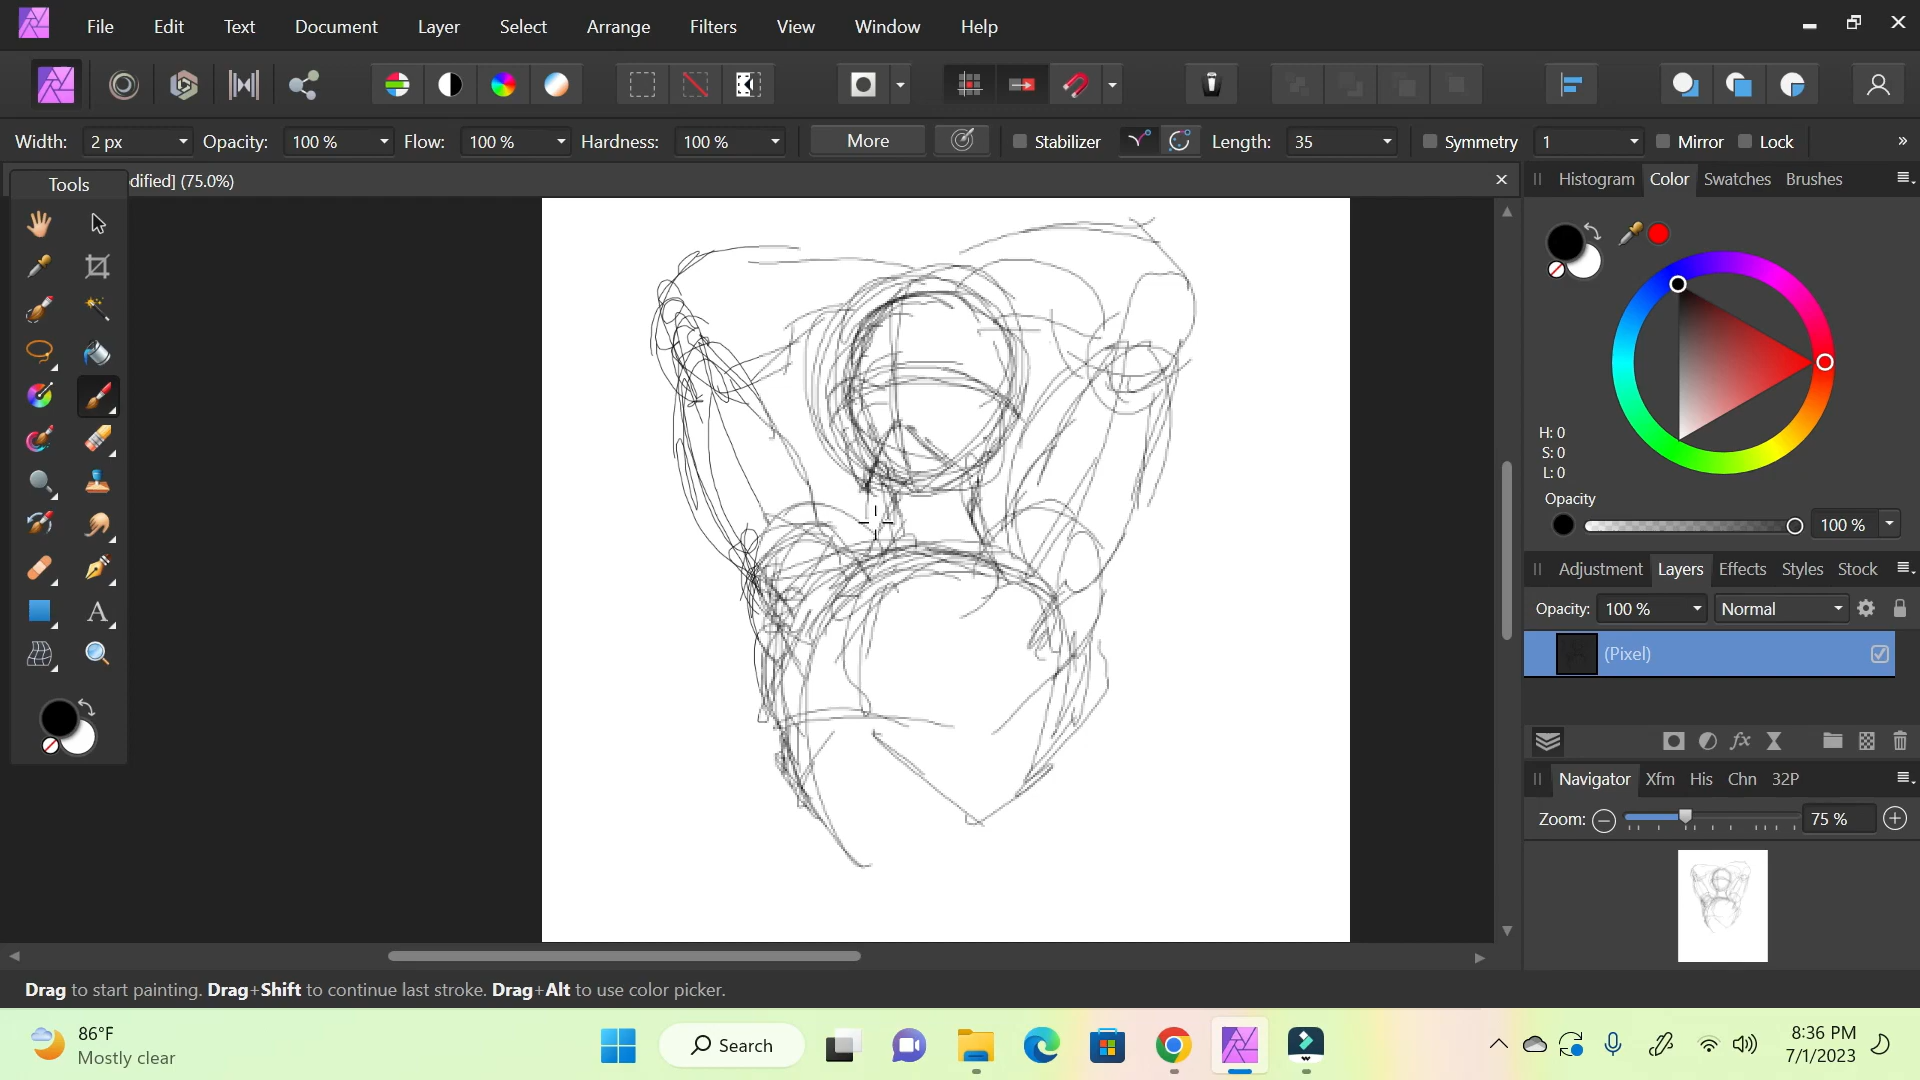 File Edit Text Document Layer Select Arrange Filters View Window Help
Width: 2 px Opacity: 100 % Flow: 100 % Hardness: 100 % More Stabilizer Length: 35 Symmetry 1 Mirror Lock »
Tools dified] (75.0%)
Histogram Color Swatches Brushes
H: 0
S: 0
L: 0
Opacity
100 %
Adjustment Layers Effects Styles Stock
Opacity: 100 % Normal
(Pixel)
Navigator Xfm His Chn 32P
Zoom: 75 %
Drag to start painting. Drag+Shift to continue last stroke. Drag+Alt to use color picker.
86°F
Mostly clear
Search
8:36 PM
7/1/2023